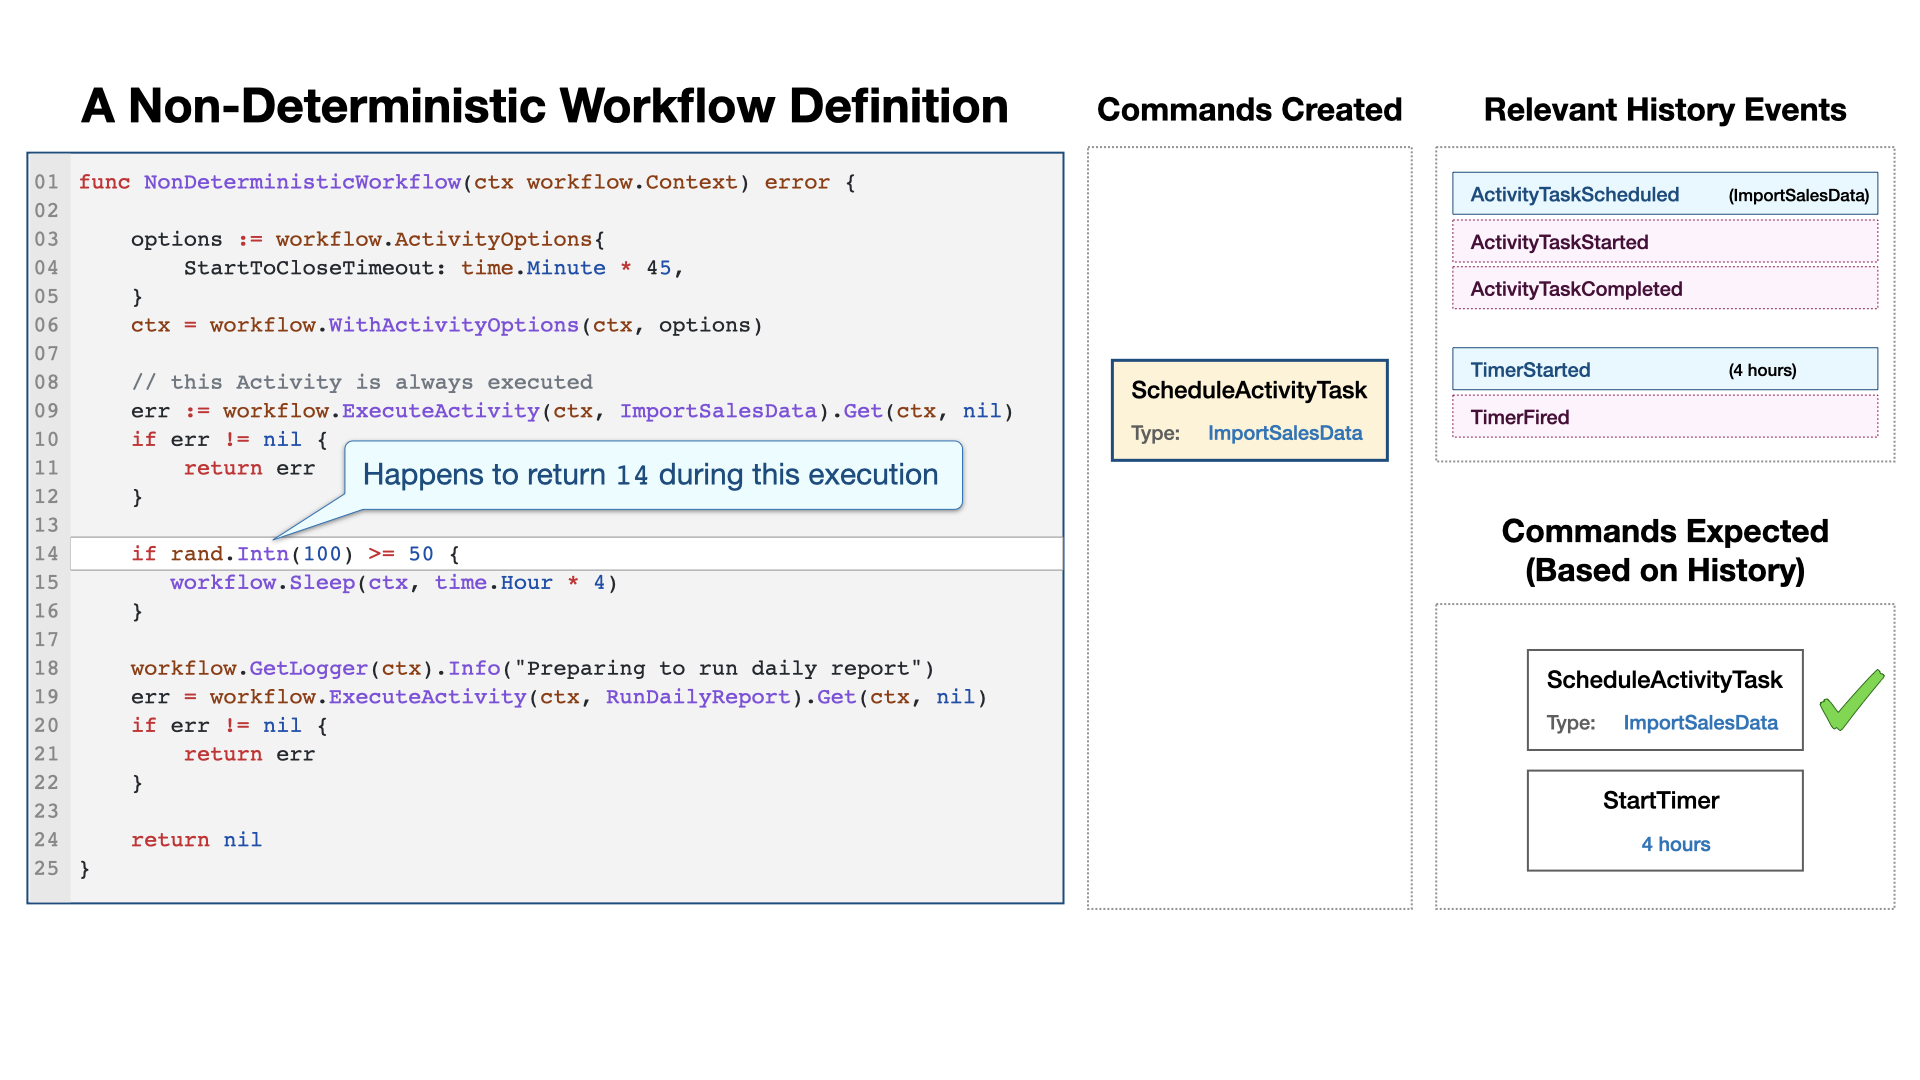 A Non-Deterministic Workflow Definition
01 func NonDeterministicWorkflow(ctx workflow.Context) error {
02
03     options := workflow.ActivityOptions{
04         StartToCloseTimeout: time.Minute * 45,
05     }
06     ctx = workflow.WithActivityOptions(ctx, options)
07
08     // this Activity is always executed
09     err := workflow.ExecuteActivity(ctx, ImportSalesData).Get(ctx, nil)
10     if err != nil {
11         return err
Happens to return 14 during this execution
12     }
13
14     if rand.Intn(100) >= 50 {
15        workflow.Sleep(ctx, time.Hour * 4)
16     }
17
18     workflow.GetLogger(ctx).Info("Preparing to run daily report")
19     err = workflow.ExecuteActivity(ctx, RunDailyReport).Get(ctx, nil)
20     if err != nil {
21         return err
22     }
23
24     return nil
25 }
Commands Created
ScheduleActivityTask
Type: ImportSalesData
Relevant History Events
ActivityTaskScheduled (ImportSalesData)
ActivityTaskStarted
ActivityTaskCompleted
TimerStarted (4 hours)
TimerFired
Commands Expected
(Based on History)
ScheduleActivityTask
Type: ImportSalesData
StartTimer
4 hours